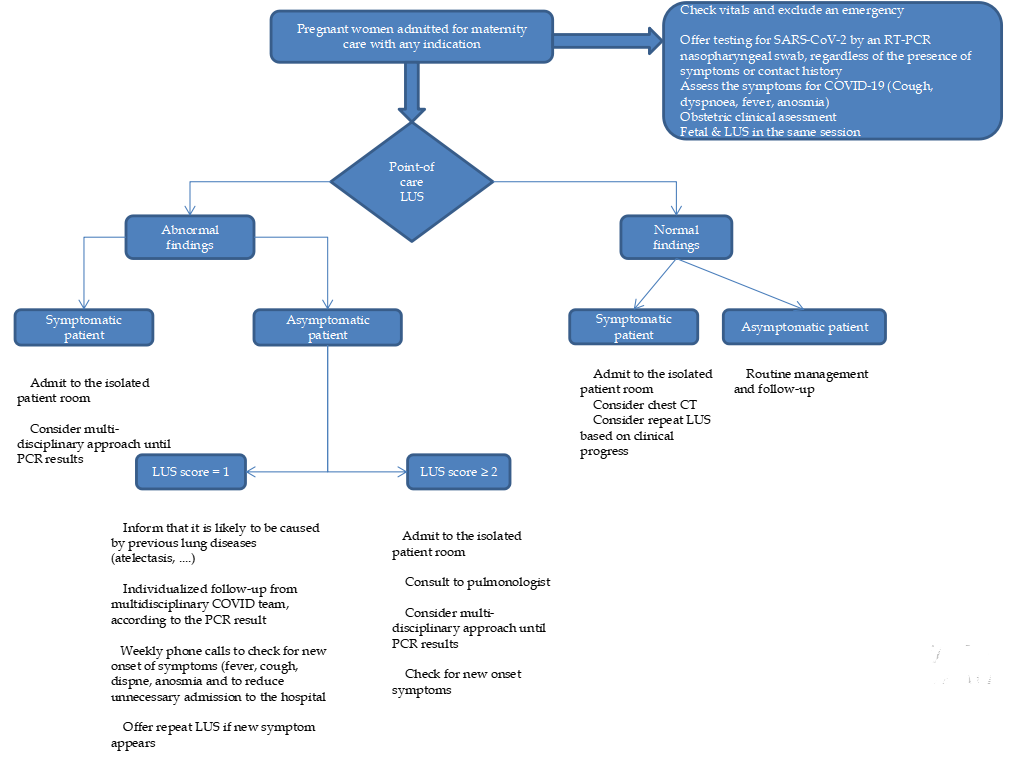 Pregnant women admitted for maternity
care with any indication
Check vitals and exclude an emergency
Offer testing for SARS-CoV-2 by an RT-PCR
nasopharyngeal swab, regardless of the presence of
symptoms or contact history
Assess the symptoms for COVID-19 (Cough,
dyspnoea, fever, anosmia)
Obstetric clinical asessment
Fetal & LUS in the same session
Point-of
care
LUS
Abnormal
findings
Normal
findings
Symptomatic
patient
Asymptomatic
patient
Symptomatic
patient
Asymptomatic patient
Admit to the isolated
patient room
Consider multi-
disciplinary approach until
PCR results
Admit to the isolated
patient room
Consider chest CT
Consider repeat LUS
based on clinical
progress
Routine management
and follow-up
LUS score = 1
LUS score ≥ 2
Inform that it is likely to be caused
by previous lung diseases
(atelectasis, ....)
Individualized follow-up from
multidisciplinary COVID team,
according to the PCR result
Weekly phone calls to check for new
onset of symptoms (fever, cough,
dispne, anosmia and to reduce
unnecessary admission to the hospital
Offer repeat LUS if new symptom
appears
Admit to the isolated
patient room
Consult to pulmonologist
Consider multi-
disciplinary approach until
PCR results
Check for new onset
symptoms